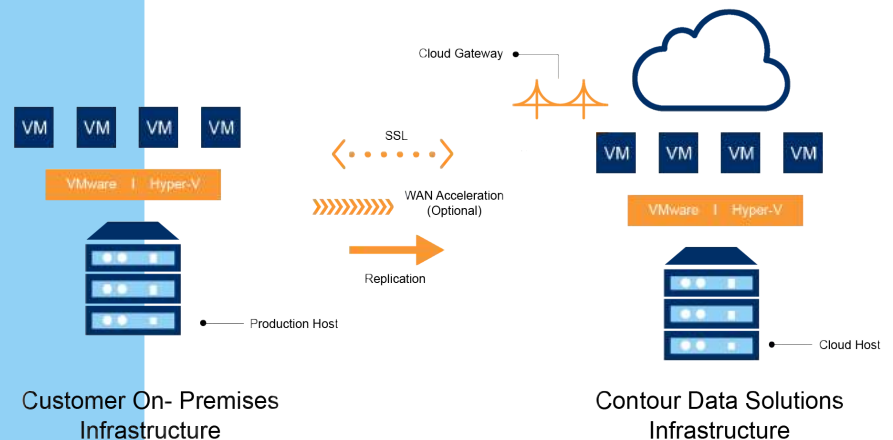 Cloud Gateway
VM VM VM VM
SSL
VM VM VM VM
VMware | Hyper-V
WAN Acceleration
(Optional)
VMware | Hyper-V
Replication
Production Host
Cloud Host
Customer On- Premises
Infrastructure
Contour Data Solutions
Infrastructure